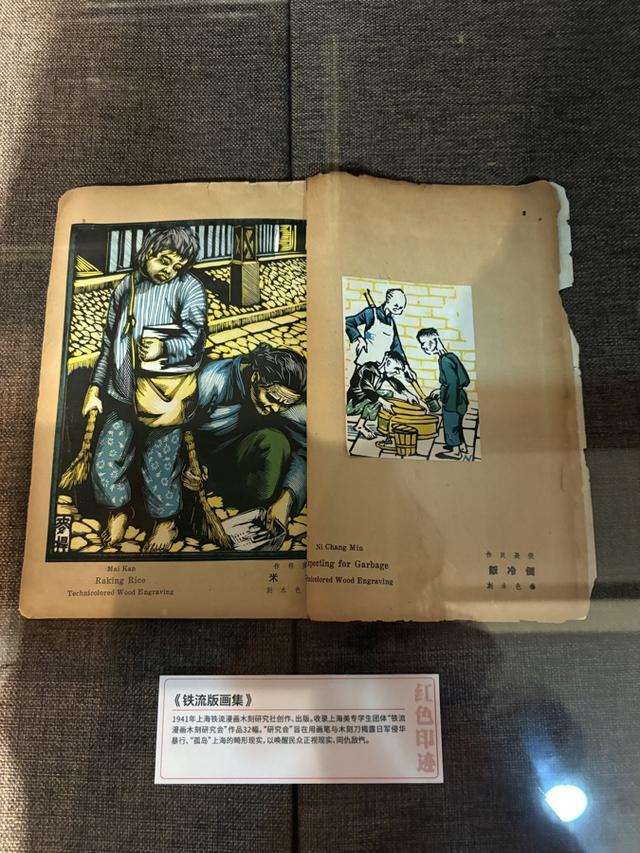 麥桿
Mai Kan
Raking Rice
Technicolored Wood Engraving
米
刻木色
Ni Chang Min
pecting for Garbage
nicolored Wood Engraving
作民長倪
飯冷
刻木色套
《铁流版画集》
1941年上海铁流漫画木刻研究社创作、出版。收录上海美专学生团体“铁流
漫画木刻研究会”作品32幅。“研究会”旨在用画笔与木刻刀揭露日军侵华
暴行、“孤岛”上海的畸形现实,以唤醒民众正视现实、同仇敌忾。
红色印迹